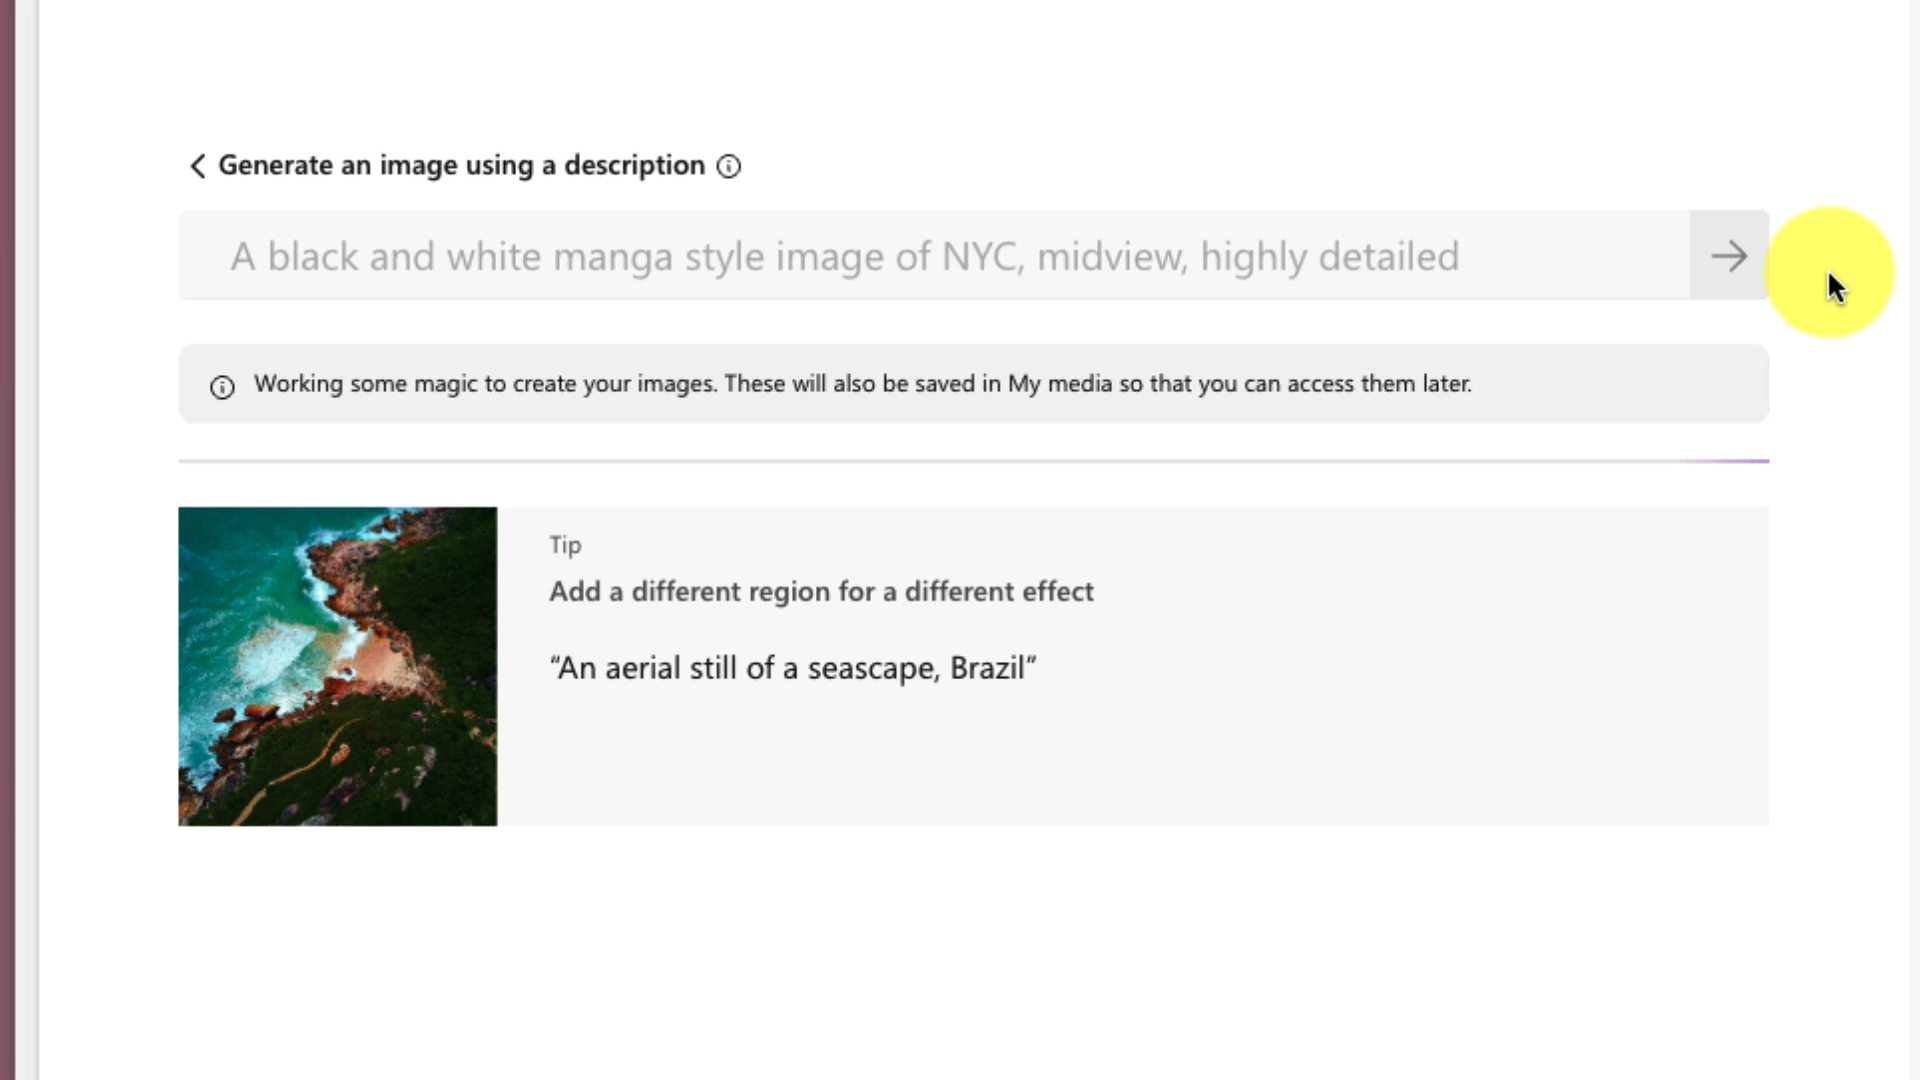 Generate an image using a description
A black and white manga style image of NYC, midview, highly detailed
Working some magic to create your images. These will also be saved in My media so that you can access them later.
Tip
Add a different region for a different effect
“An aerial still of a seascape, Brazil”